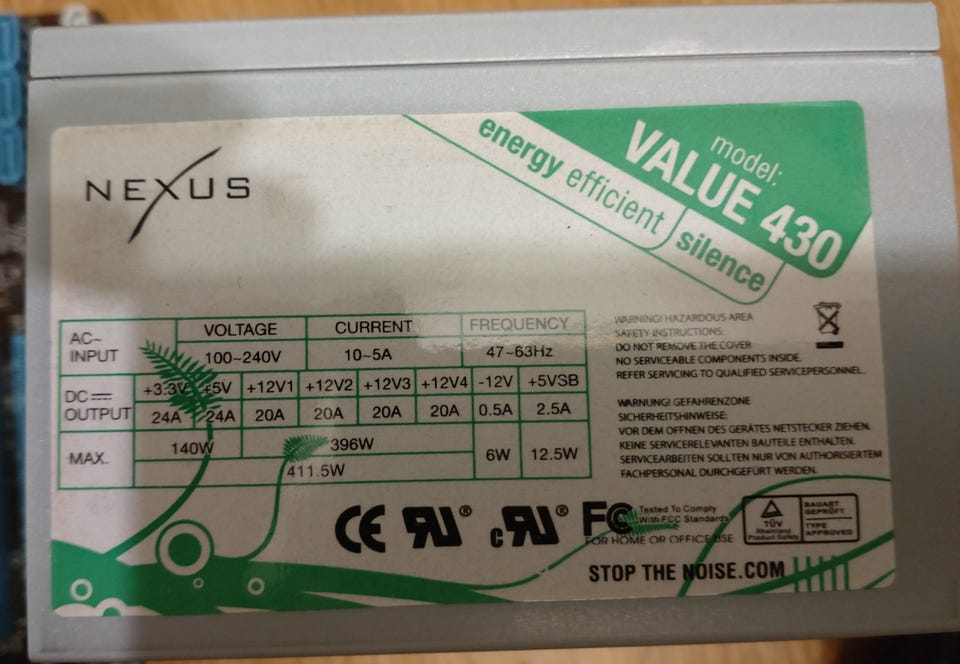 NEXUS
model:
VALUE 430
energy efficient
silence
AC~ INPUT VOLTAGE CURRENT FREQUENCY
100~240V 10~5A 47~63Hz
DC OUTPUT +3.3V +5V +12V1 +12V2 +12V3 +12V4 -12V +5VSB
24A 24A 20A 20A 20A 20A 0.5A 2.5A
MAX. 140W 396W 6W 12.5W
411.5W
WARNING! HAZARDOUS AREA
SAFETY INSTRUCTIONS:
DO NOT REMOVE THE COVER
NO SERVICEABLE COMPONENTS INSIDE.
REFER SERVICING TO QUALIFIED SERVICEPERSONNEL.
WARNUNG! GEFAHRENZONE
SICHERHEITSHINWEISE:
VOR DEM OFFNEN DES GERÄTES NETSTECKER ZIEHEN.
KEINE SERVICERELEVANTEN BAUTEILE ENTHALTEN.
SERVICEARBEITEN SOLLTEN NUR VON AUTHORISIERTEM
FACHPERSONAL DURCHGEFÜRT WERDEN.
CE RU® cRU® FC Tested To Comply
With FCC Standards
FOR HOME OR OFFICE USE
TÜV
Rheinland
Product Safety
BAUART
GEPRÜFT
TYPE
APPROVED
STOP THE NOISE.COM